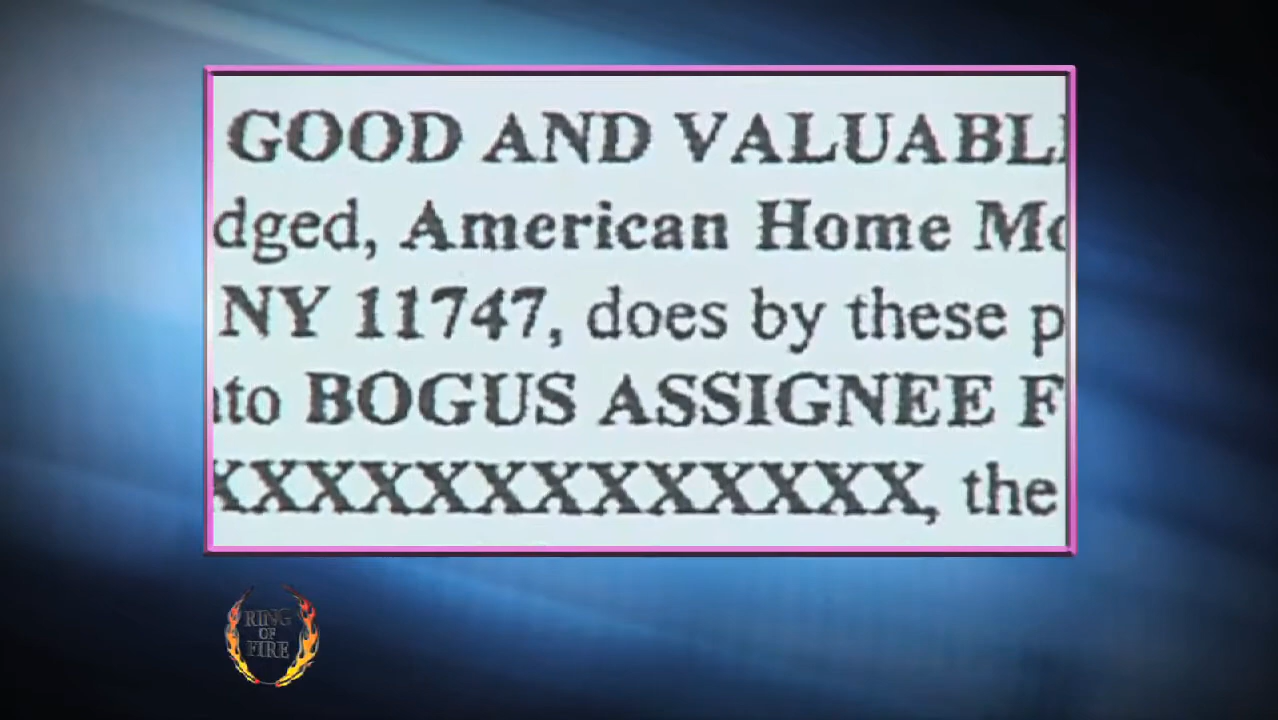 GOOD AND VALUABL
dged, American Home Mo
NY 11747, does by these p
to BOGUS ASSIGNEE F
XXXXXXXXXXXXXX, the
RING
OF
FIRE